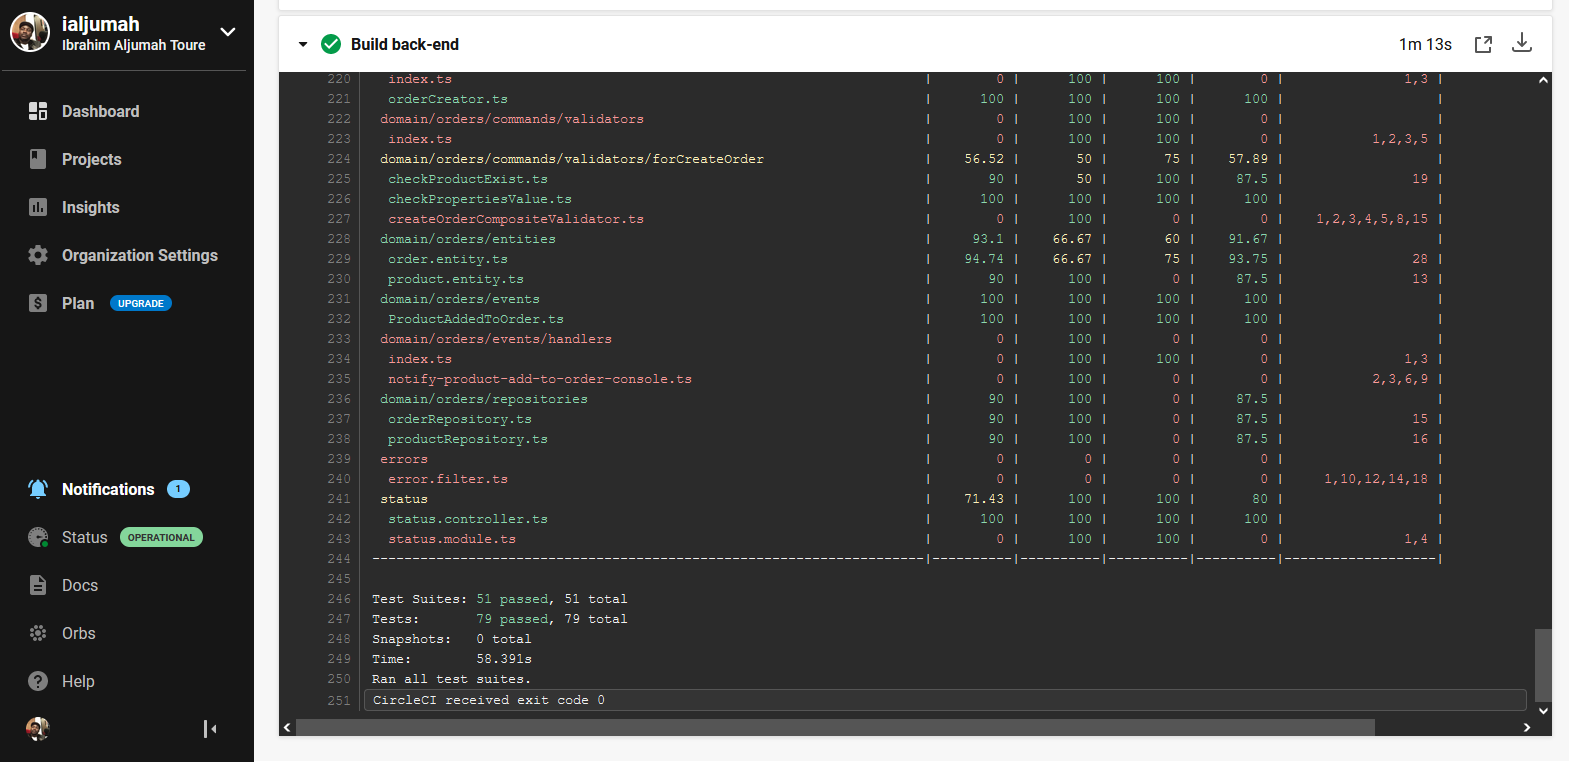 ialjumah
Ibrahim Aljumah Toure
Dashboard
Projects
Insights
Organization Settings
Plan UPGRADE
Notifications 1
Status OPERATIONAL
Docs
Orbs
Help
Build back-end 1m 13s
220 index.ts | 0 | 100 | 100 | 0 | 1,3 |
221 orderCreator.ts | 100 | 100 | 100 | 100 | |
222 domain/orders/commands/validators | 0 | 100 | 100 | 0 | |
223 index.ts | 0 | 100 | 100 | 0 | 1,2,3,5 |
224 domain/orders/commands/validators/forCreateOrder | 56.52 | 50 | 75 | 57.89 | |
225 checkProductExist.ts | 90 | 50 | 100 | 87.5 | 19 |
226 checkPropertiesValue.ts | 100 | 100 | 100 | 100 | |
227 createOrderCompositeValidator.ts | 0 | 100 | 0 | 0 | 1,2,3,4,5,8,15 |
228 domain/orders/entities | 93.1 | 66.67 | 60 | 91.67 | |
229 order.entity.ts | 94.74 | 66.67 | 75 | 93.75 | 28 |
230 product.entity.ts | 90 | 100 | 0 | 87.5 | 13 |
231 domain/orders/events | 100 | 100 | 100 | 100 | |
232 ProductAddedToOrder.ts | 100 | 100 | 100 | 100 | |
233 domain/orders/events/handlers | 0 | 100 | 0 | 0 | |
234 index.ts | 0 | 100 | 100 | 0 | 1,3 |
235 notify-product-add-to-order-console.ts | 0 | 100 | 0 | 0 | 2,3,6,9 |
236 domain/orders/repositories | 90 | 100 | 0 | 87.5 | |
237 orderRepository.ts | 90 | 100 | 0 | 87.5 | 15 |
238 productRepository.ts | 90 | 100 | 0 | 87.5 | 16 |
239 errors | 0 | 0 | 0 | 0 | |
240 error.filter.ts | 0 | 0 | 0 | 0 | 1,10,12,14,18 |
241 status | 71.43 | 100 | 100 | 80 | |
242 status.controller.ts | 100 | 100 | 100 | 100 | |
243 status.module.ts | 0 | 100 | 100 | 0 | 1,4 |
244 ---------------------------------------------------------------------|----------|----------|----------|----------|-------------------|
245
246 Test Suites: 51 passed, 51 total
247 Tests: 79 passed, 79 total
248 Snapshots: 0 total
249 Time: 58.391s
250 Ran all test suites.
251 CircleCI received exit code 0